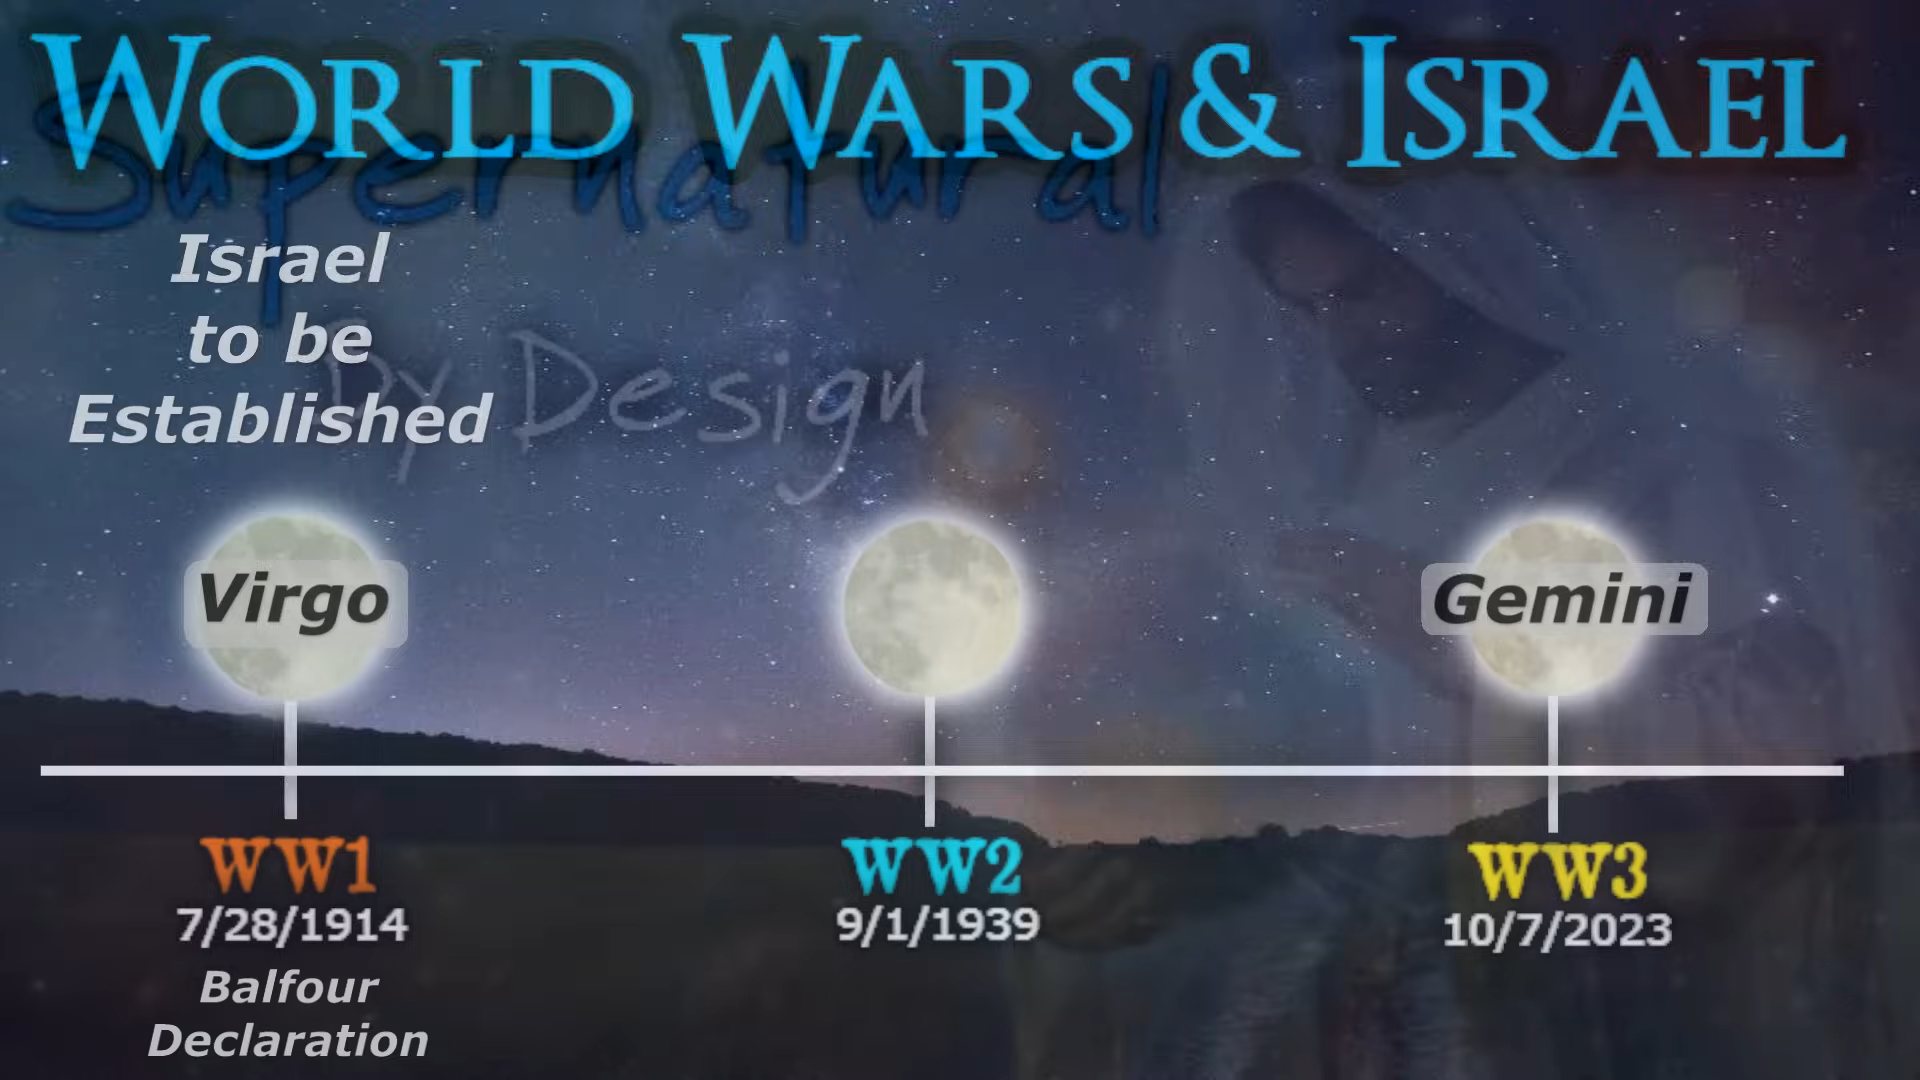 WORLD WARS & ISRAEL
Supernatural
By Design
Israel
to be
Established
Virgo
Gemini
WW1
7/28/1914
Balfour
Declaration
WW2
9/1/1939
WW3
10/7/2023